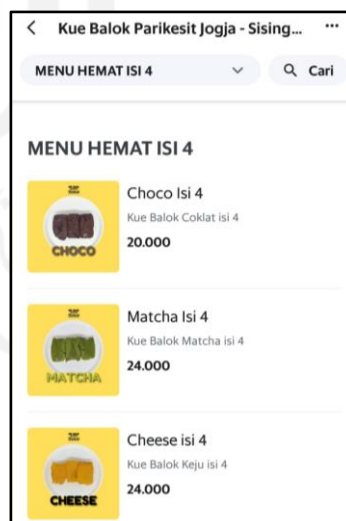 Kue Balok Parikesit Jogja - Sising...
MENU HEMAT ISI 4
Cari
MENU HEMAT ISI 4
CHOCO
Choco Isi 4
Kue Balok Coklat isi 4
20.000
MATCHA
Matcha Isi 4
Kue Balok Matcha isi 4
24.000
CHEESE
Cheese isi 4
Kue Balok Keju isi 4
24.000